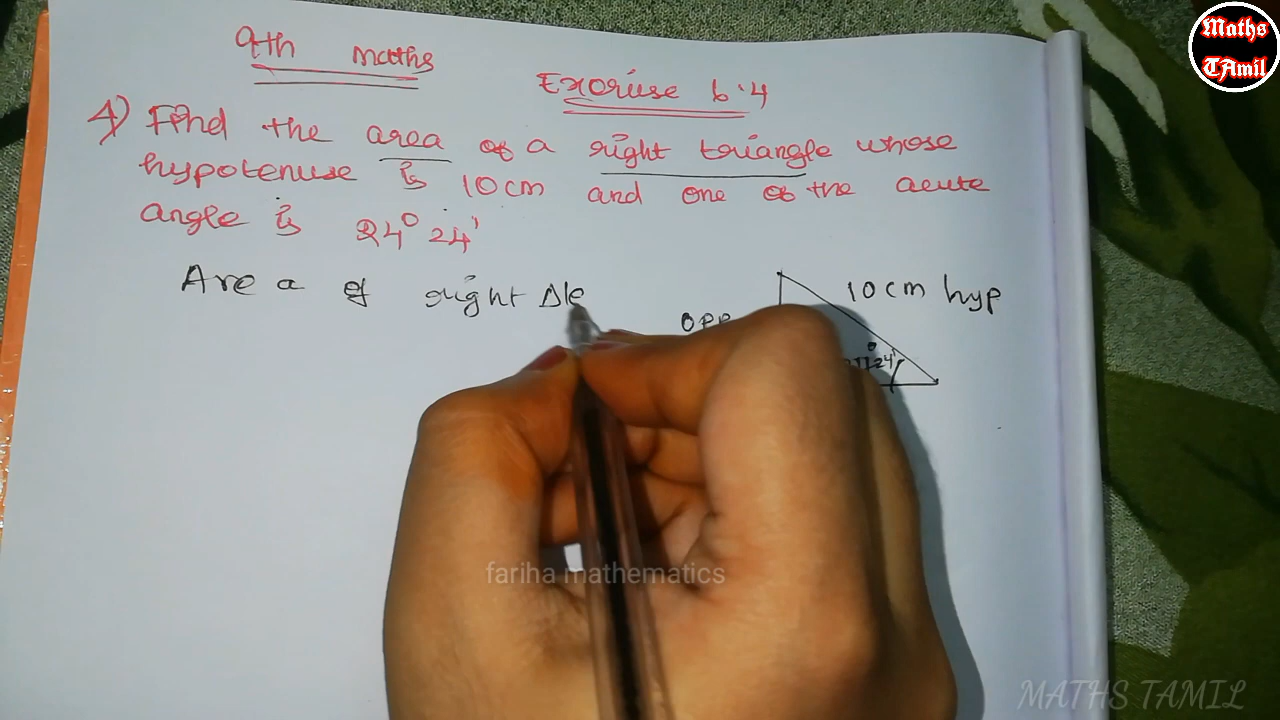 9th maths
Exercise 6.4
4) Find the area of a right triangle whose
hypotenuse is 10 cm and one of the acute
angle is 24° 24'
Area of right Δle
10cm hyp
opp
24'
Maths
TAmil
fariha mathematics
MATHS TAMIL